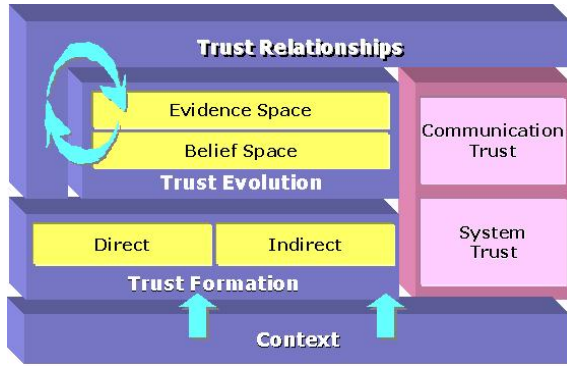 Trust Relationships
Evidence Space
Belief Space
Trust Evolution
Communication
Trust
System
Trust
Direct
Indirect
Trust Formation
Context